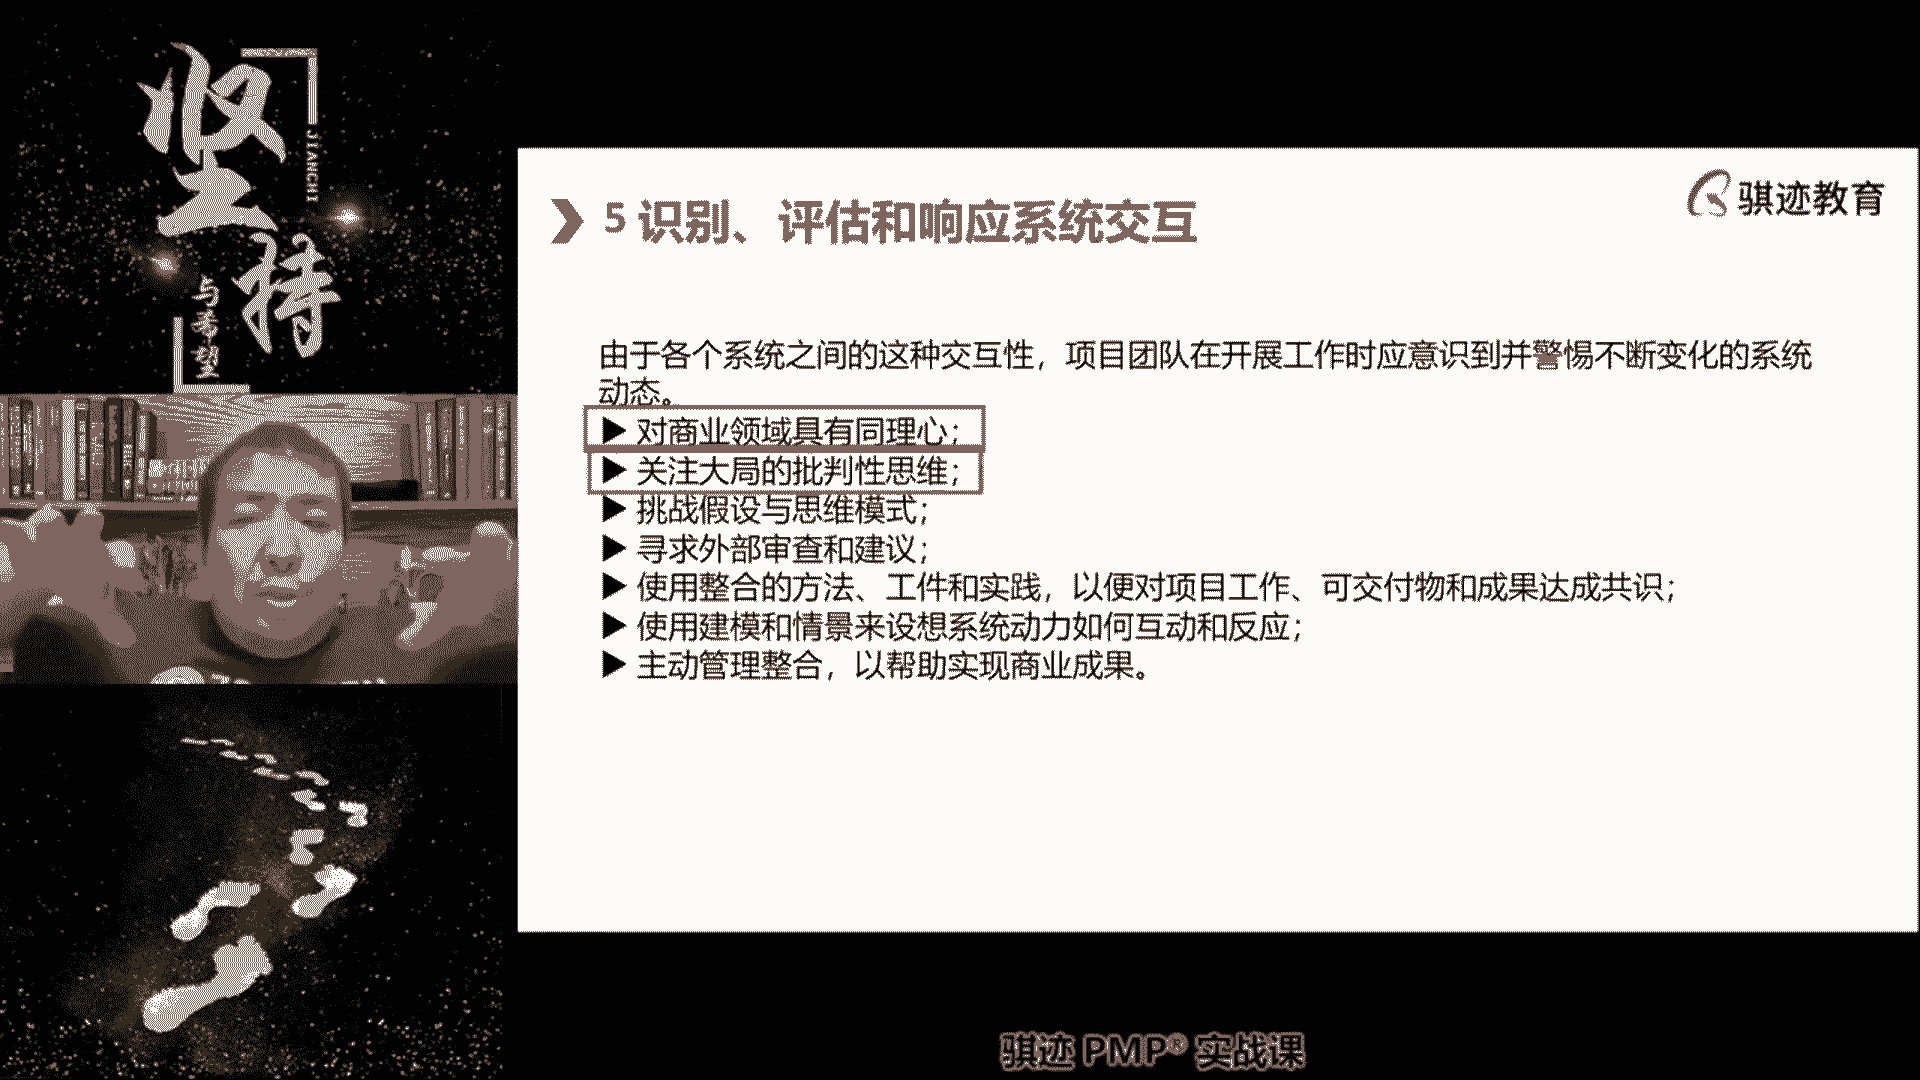 坚持
JIANCHI
与希望
骐迹教育
5 识别、评估和响应系统交互
由于各个系统之间的这种交互性，项目团队在开展工作时应意识到并警惕不断变化的系统
动态。
▶ 对商业领域具有同理心；
▶ 关注大局的批判性思维；
▶ 挑战假设与思维模式；
▶ 寻求外部审查和建议；
▶ 使用整合的方法、工件和实践，以便对项目工作、可交付物和成果达成共识；
▶ 使用建模和情景来设想系统动力如何互动和反应；
▶ 主动管理整合，以帮助实现商业成果。
骐迹 PMP® 实战课